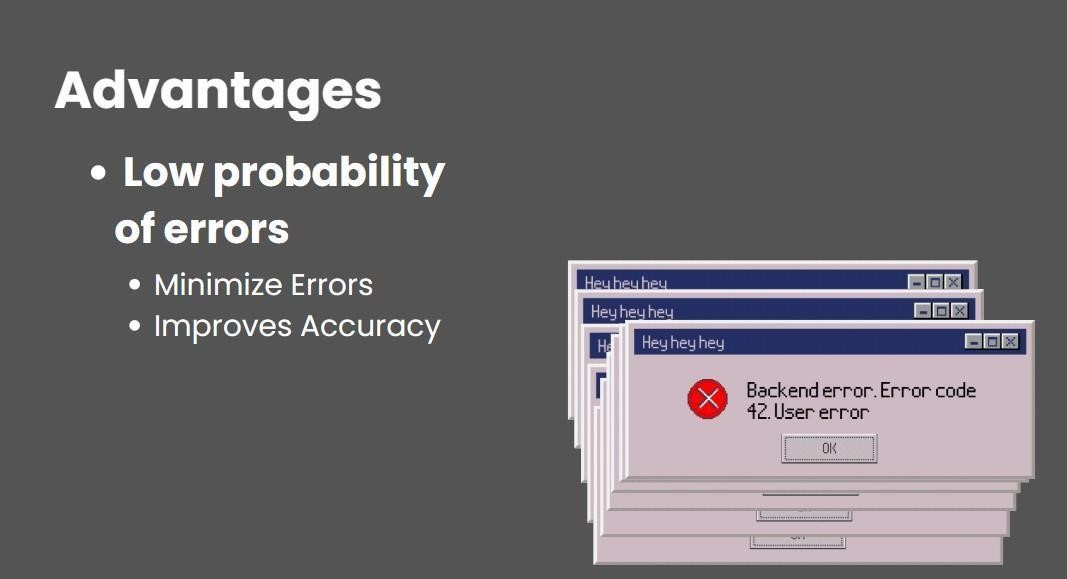 Advantages
Low probability
of errors
Minimize Errors
Improves Accuracy
Hey hey hey
Hey hey hey
He
Hey hey hey
Backend error. Error code
42. User error
OK